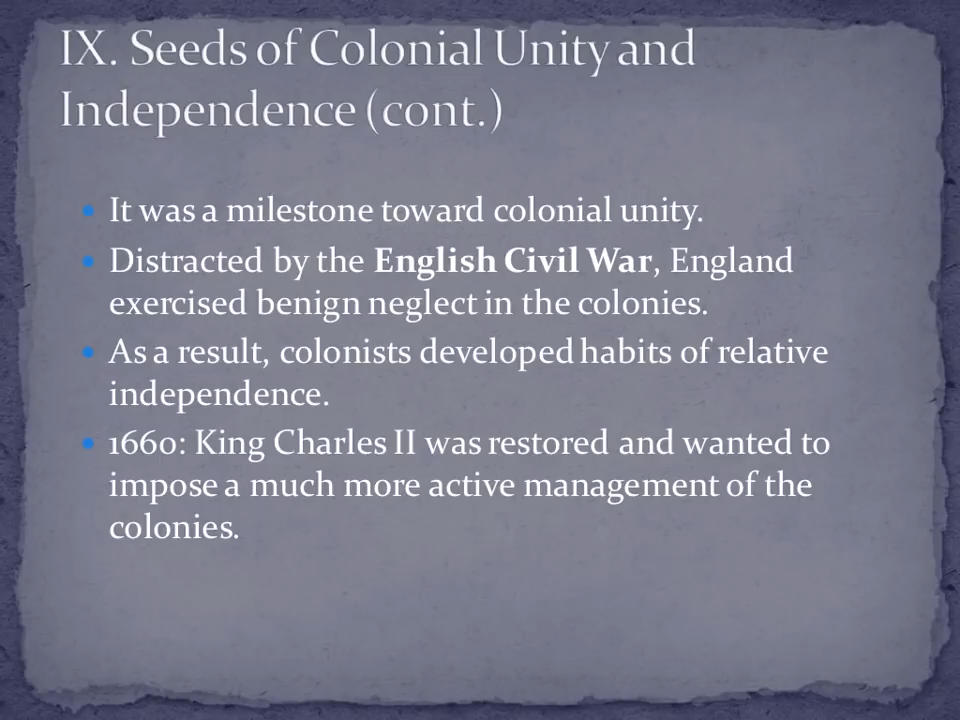 IX. Seeds of Colonial Unity and
Independence (cont.)
• It was a milestone toward colonial unity.
• Distracted by the English Civil War, England
exercised benign neglect in the colonies.
• As a result, colonists developed habits of relative
independence.
• 1660: King Charles II was restored and wanted to
impose a much more active management of the
colonies.